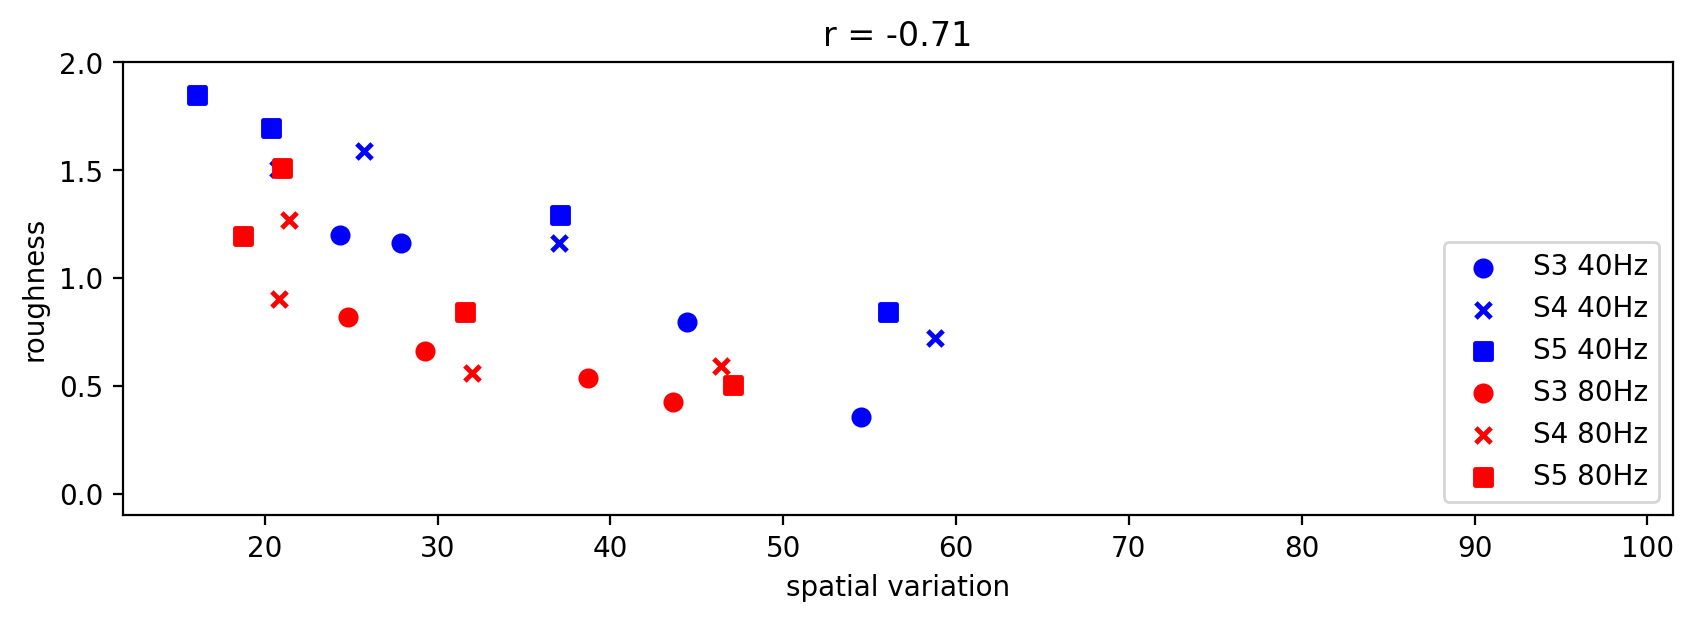 r = -0.71
2.0
1.5
1.0
0.5
0.0
roughness
20 30 40 50 60 70 80 90 100
spatial variation
S3 40Hz
S4 40Hz
S5 40Hz
S3 80Hz
S4 80Hz
S5 80Hz